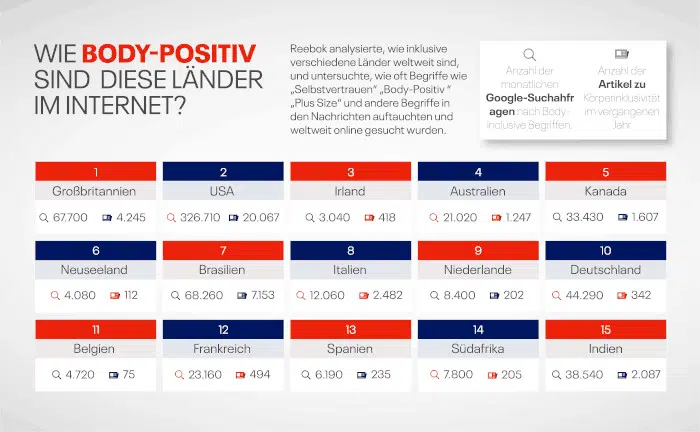 WIE BODY-POSITIV
SIND DIESE LÄNDER
IM INTERNET?
Reebok analysierte, wie inklusive
verschiedene Länder weltweit sind,
und untersuchte, wie oft Begriffe wie
„Selbstvertrauen“ „Body-Positiv “
„Plus Size“ und andere Begriffe in
den Nachrichten auftauchten und
weltweit online gesucht wurden.
Anzahl der
monatlichen
Google-Suchahfr
agen nach Body-
inclusive Begriffen.
Anzahl der
Artikel zu
Körperinklusivität
im vergangenen
Jahr
1
Großbritannien
67.700 4.245
2
USA
326.710 20.067
3
Irland
3.040 418
4
Australien
21.020 1.247
5
Kanada
33.430 1.607
6
Neuseeland
4.080 112
7
Brasilien
68.260 7.153
8
Italien
12.060 2.482
9
Niederlande
8.400 202
10
Deutschland
44.290 342
11
Belgien
4.720 75
12
Frankreich
23.160 494
13
Spanien
6.190 235
14
Südafrika
7.800 205
15
Indien
38.540 2.087